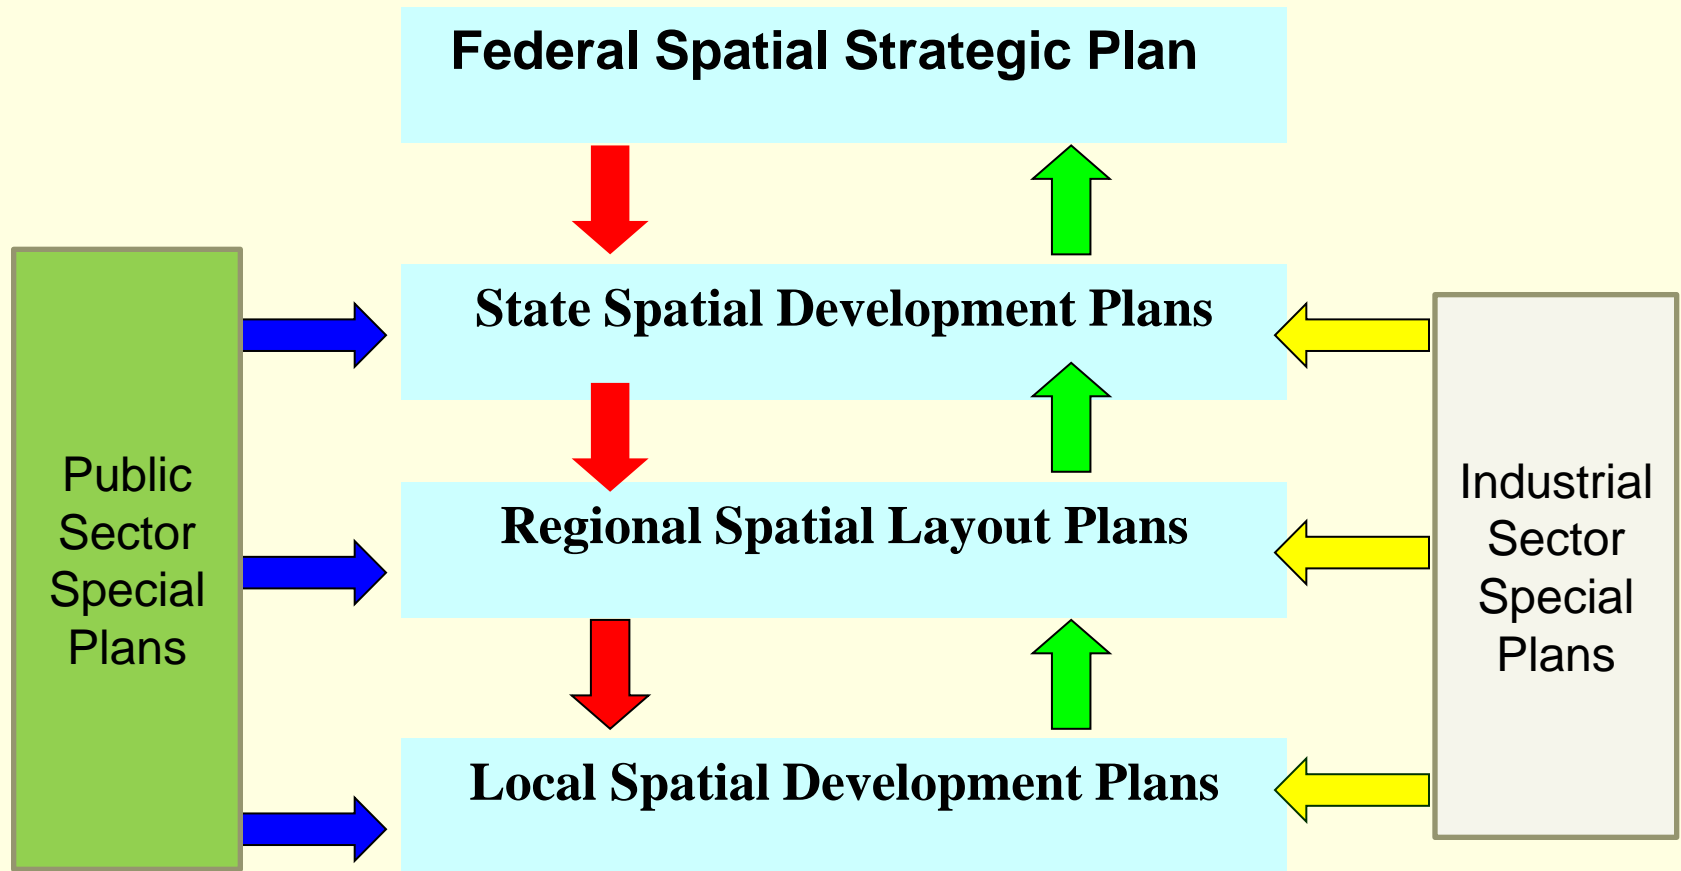 Federal Spatial Strategic Plan
State Spatial Development Plans
Regional Spatial Layout Plans
Local Spatial Development Plans
Public
Sector
Special
Plans
Industrial
Sector
Special
Plans